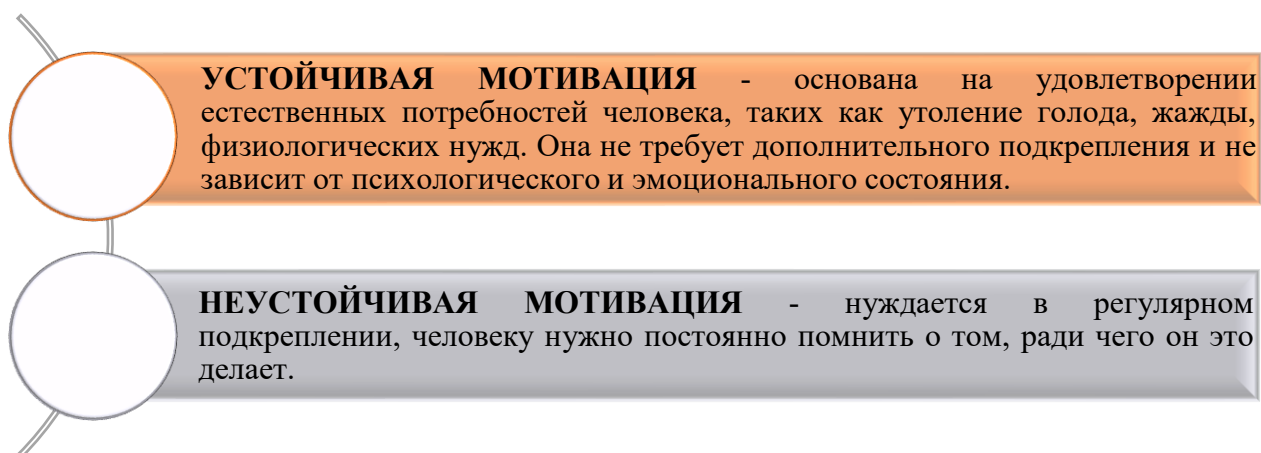 УСТОЙЧИВАЯ МОТИВАЦИЯ - основана на удовлетворении
естественных потребностей человека, таких как утоление голода, жажды,
физиологических нужд. Она не требует дополнительного подкрепления и не
зависит от психологического и эмоционального состояния.
НЕУСТОЙЧИВАЯ МОТИВАЦИЯ - нуждается в регулярном
подкреплении, человеку нужно постоянно помнить о том, ради чего он это
делает.